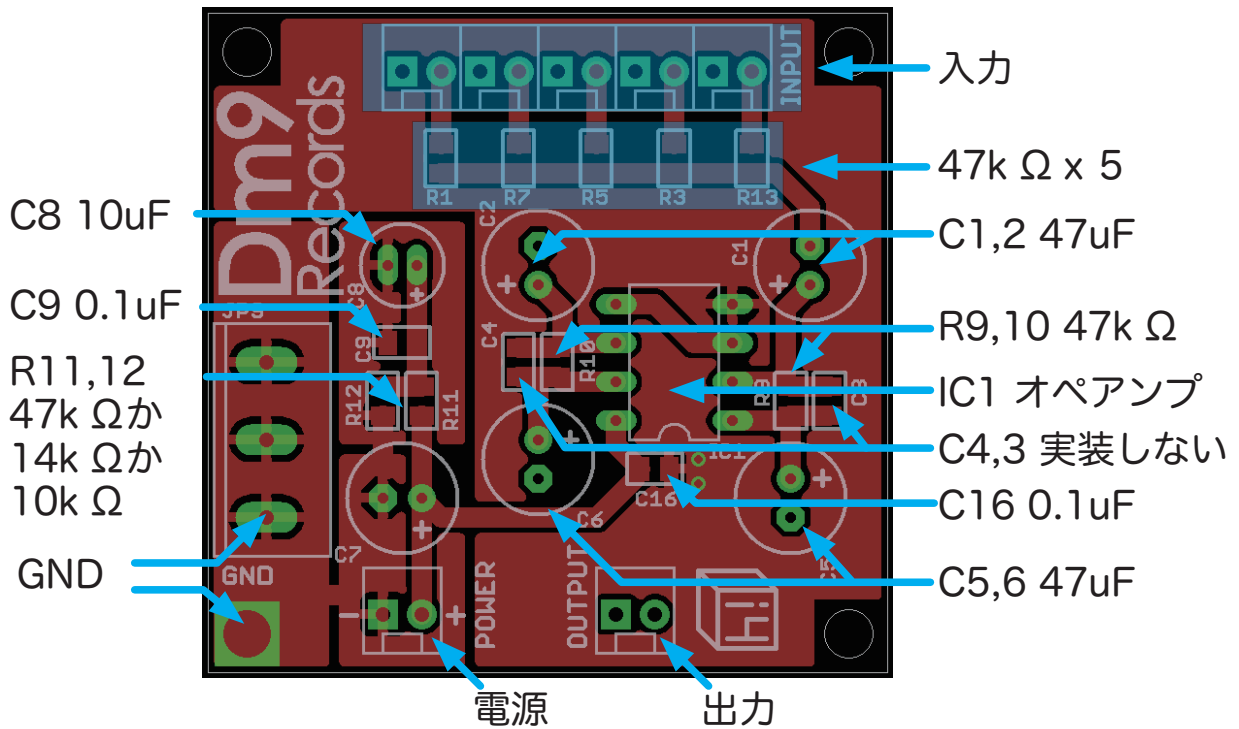 入力
47k Ω x 5
C1,2 47uF
R9,10 47k Ω
IC1 オペアンプ
C4,3 実装しない
C16 0.1uF
C5,6 47uF
C8 10uF
C9 0.1uF
R11,12
47k Ωか
14k Ωか
10k Ω
GND
電源
出力
Dm9
Records
INPUT
R1 R7 R5 R3 R13
C2
C1
C8
JP3
C9
C4
R10
R12
R11
R9
C3
IC1
C16
C6
C7
C5
GND
POWER
OUTPUT
- +
hi